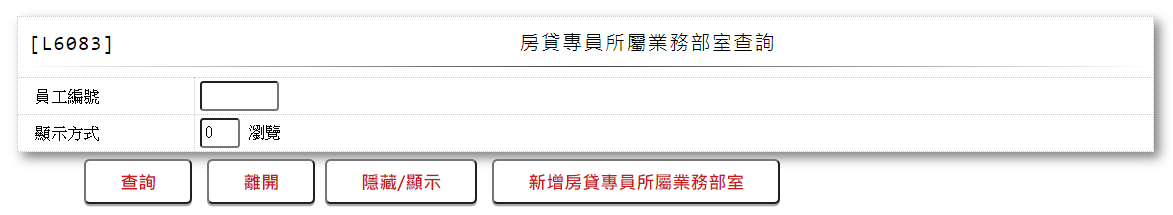 [L6083] 房貸專員所屬業務部室查詢
員工編號
顯示方式 0 瀏覽
查詢 離開 隱藏/顯示 新增房貸專員所屬業務部室